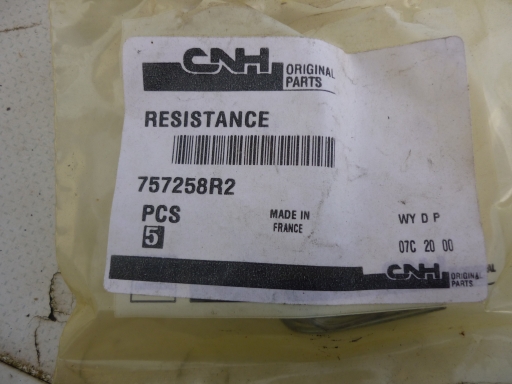 CNH ORIGINAL
PARTS
RESISTANCE
757258R2
PCS
5
MADE IN
FRANCE
WY D P
07C 20 00
CNH ORIGINAL
PARTS